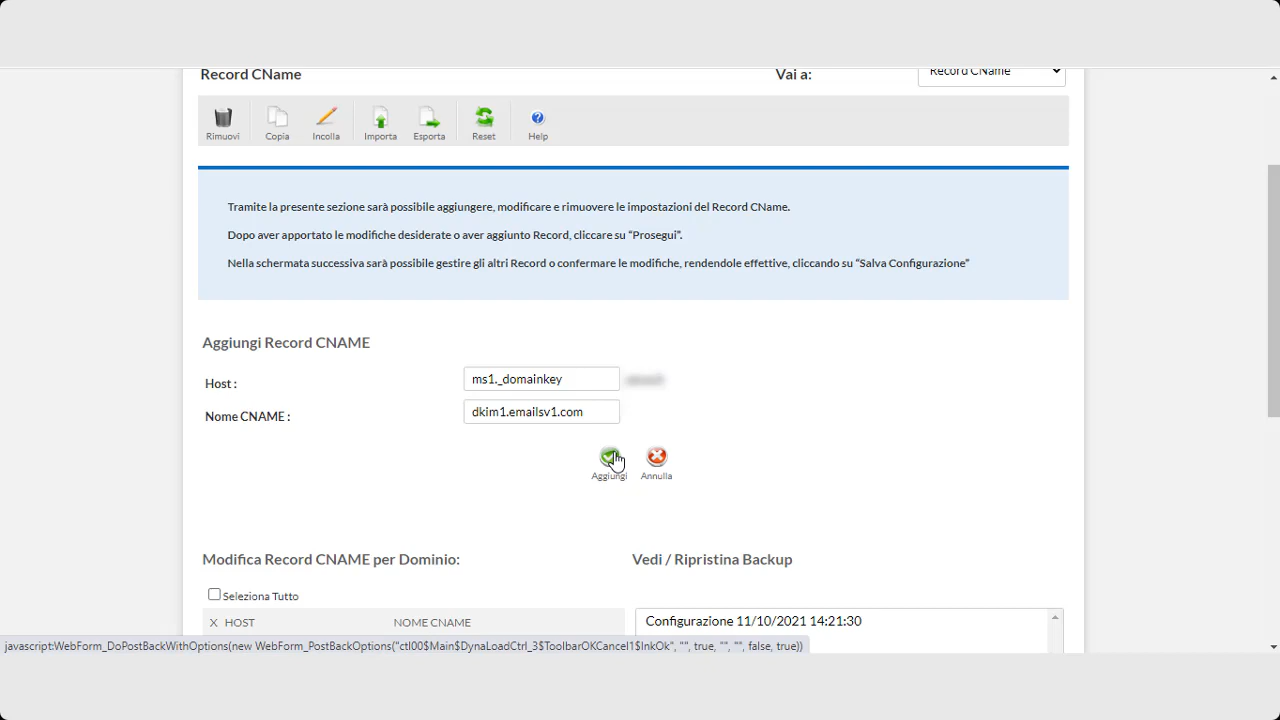 Record CName
Vai a:
Record CName
Rimuovi
Copia
Incolla
Importa
Esporta
Reset
Help
Tramite la presente sezione sarà possibile aggiungere, modificare e rimuovere le impostazioni del Record CName.
Dopo aver apportato le modifiche desiderate o aver aggiunto Record, cliccare su “Prosegui”.
Nella schermata successiva sarà possibile gestire gli altri Record o confermare le modifiche, rendendole effettive, cliccando su “Salva Configurazione”
Aggiungi Record CNAME
Host :
ms1._domainkey
Nome CNAME :
dkim1.emailsv1.com
Aggiungi
Annulla
Modifica Record CNAME per Dominio:
Vedi / Ripristina Backup
Seleziona Tutto
X HOST
NOME CNAME
Configurazione 11/10/2021 14:21:30
javascript:WebForm_DoPostBackWithOptions(new WebForm_PostBackOptions("ctl00$Main$DynaLoadCtrl_3$ToolbarOKCancel1$lnkOk", "", true, "", "", false, true))